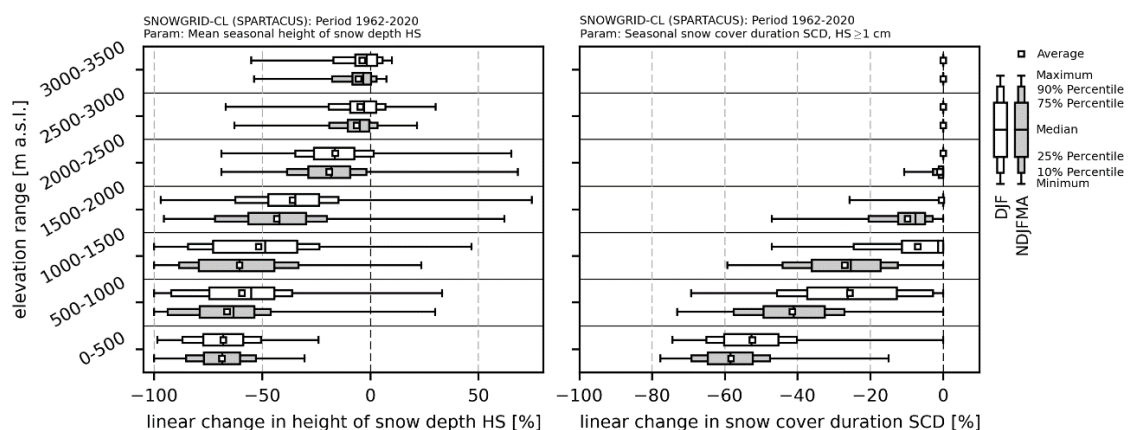 SNOWGRID-CL (SPARTACUS): Period 1962-2020
Param: Mean seasonal height of snow depth HS
SNOWGRID-CL (SPARTACUS): Period 1962-2020
Param: Seasonal snow cover duration SCD, HS ≥1 cm
elevation range [m a.s.l.]
3000-3500
2500-3000
2000-2500
1500-2000
1000-1500
500-1000
0-500
−100 −50 0 50
linear change in height of snow depth HS [%]
−100 −80 −60 −40 −20 0
linear change in snow cover duration SCD [%]
Average
Maximum
90% Percentile
75% Percentile
Median
25% Percentile
10% Percentile
Minimum
DJF
NDJFMA